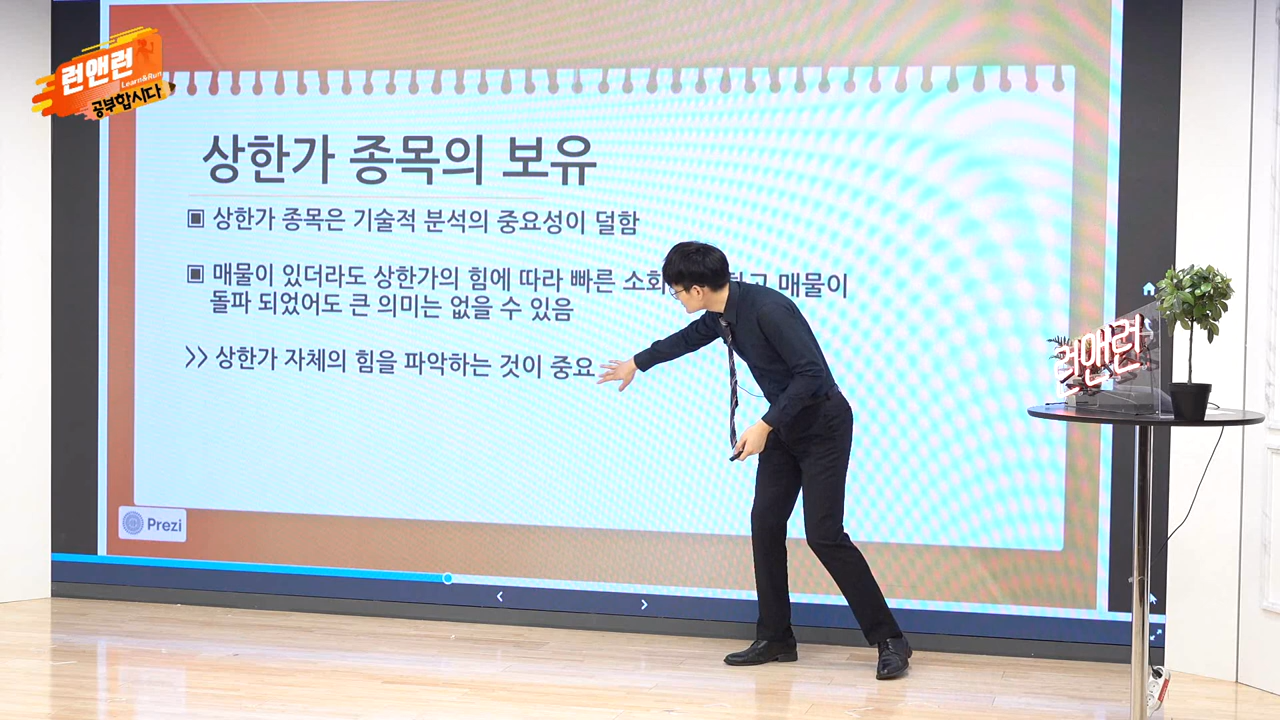 런앤런
Learn&Run
공부합시다
상한가 종목의 보유
▣ 상한가 종목은 기술적 분석의 중요성이 덜함
▣ 매물이 있더라도 상한가의 힘에 따라 빠른 소화 하고 매물이
돌파 되었어도 큰 의미는 없을 수 있음
>> 상한가 자체의 힘을 파악하는 것이 중요
Prezi
런앤런